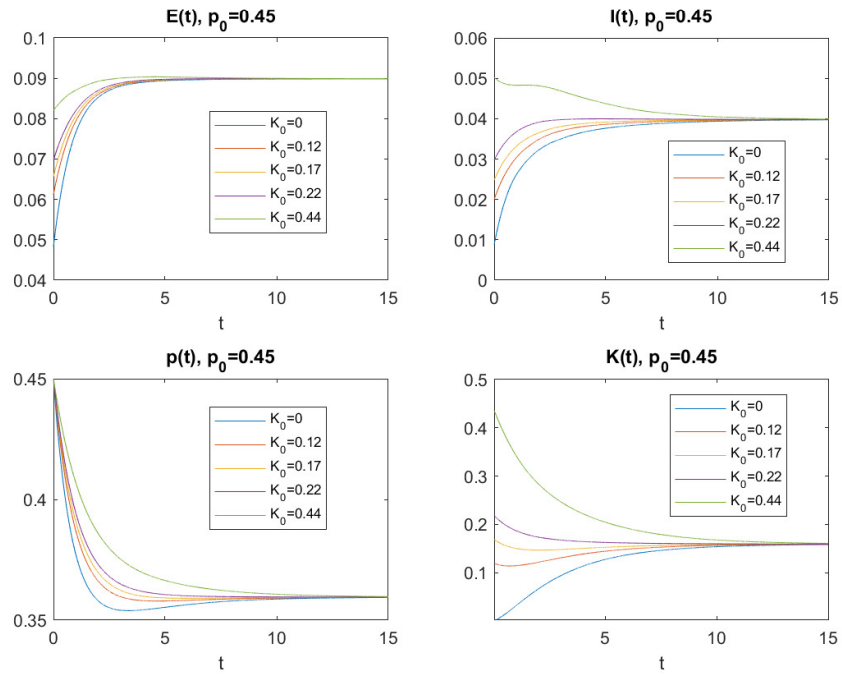 E(t), p0=0.45
0.1
0.09
0.08
0.07
0.06
0.05
0.04
K0=0
K0=0.12
K0=0.17
K0=0.22
K0=0.44
0 5 10 15
t
I(t), p0=0.45
0.06
0.05
0.04
0.03
0.02
0.01
0
K0=0
K0=0.12
K0=0.17
K0=0.22
K0=0.44
0 5 10 15
t
p(t), p0=0.45
0.45
0.4
0.35
K0=0
K0=0.12
K0=0.17
K0=0.22
K0=0.44
0 5 10 15
t
K(t), p0=0.45
0.5
0.4
0.3
0.2
0.1
K0=0
K0=0.12
K0=0.17
K0=0.22
K0=0.44
5 10 15
t